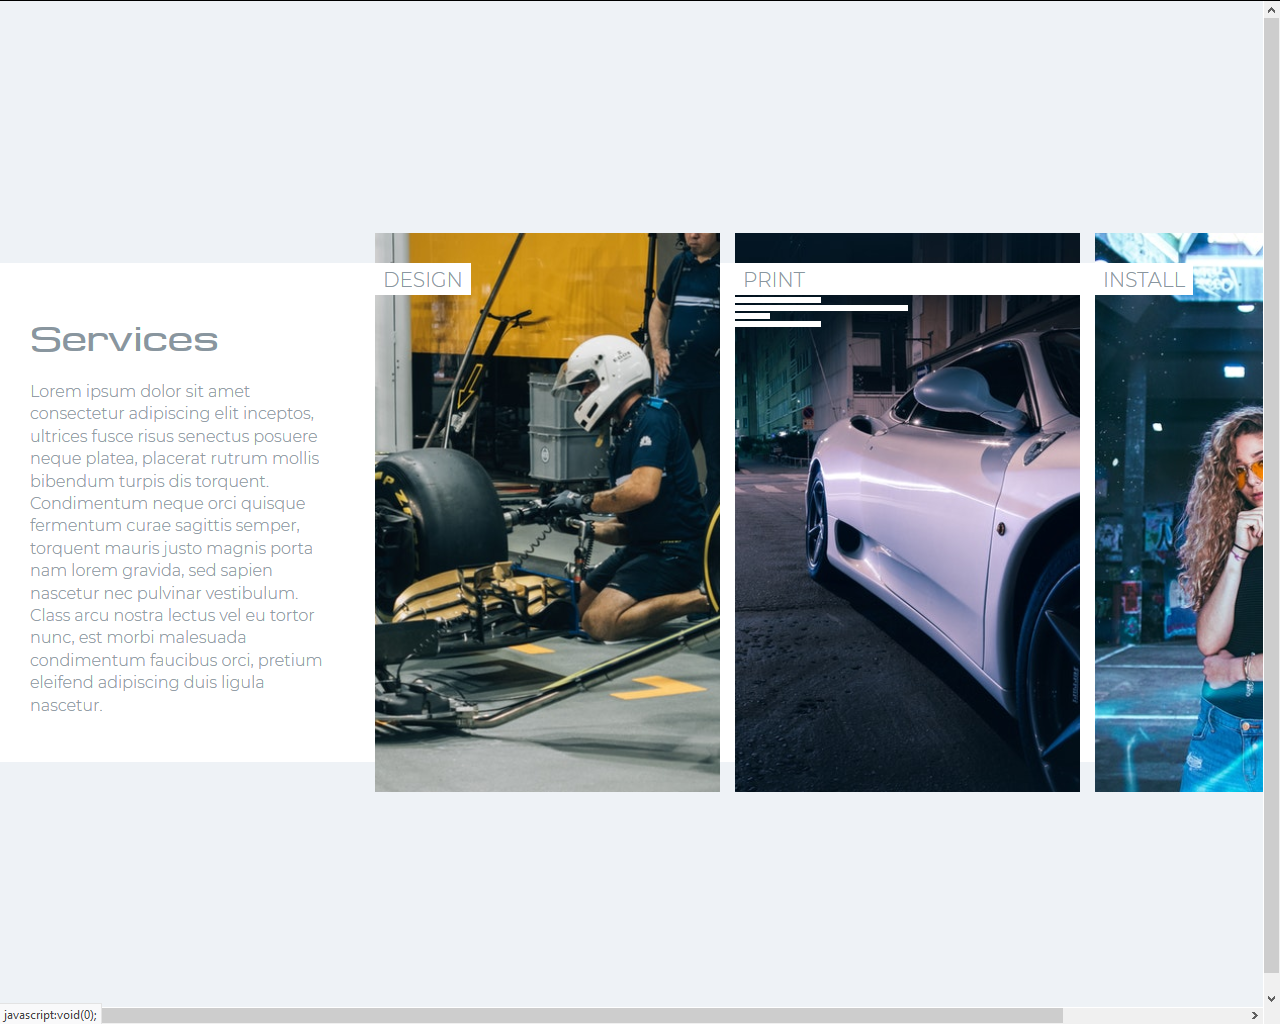 DESIGN
PRINT
INSTALL
Services
Lorem ipsum dolor sit amet
consectetur adipiscing elit inceptos,
ultrices fusce risus senectus posuere
neque platea, placerat rutrum mollis
bibendum turpis dis torquent.
Condimentum neque orci quisque
fermentum curae sagittis semper,
torquent mauris justo magnis porta
nam lorem gravida, sed sapien
nascetur nec pulvinar vestibulum.
Class arcu nostra lectus vel eu tortor
nunc, est morbi malesuada
condimentum faucibus orci, pretium
eleifend adipiscing duis ligula
nascetur.
javascript:void(0);